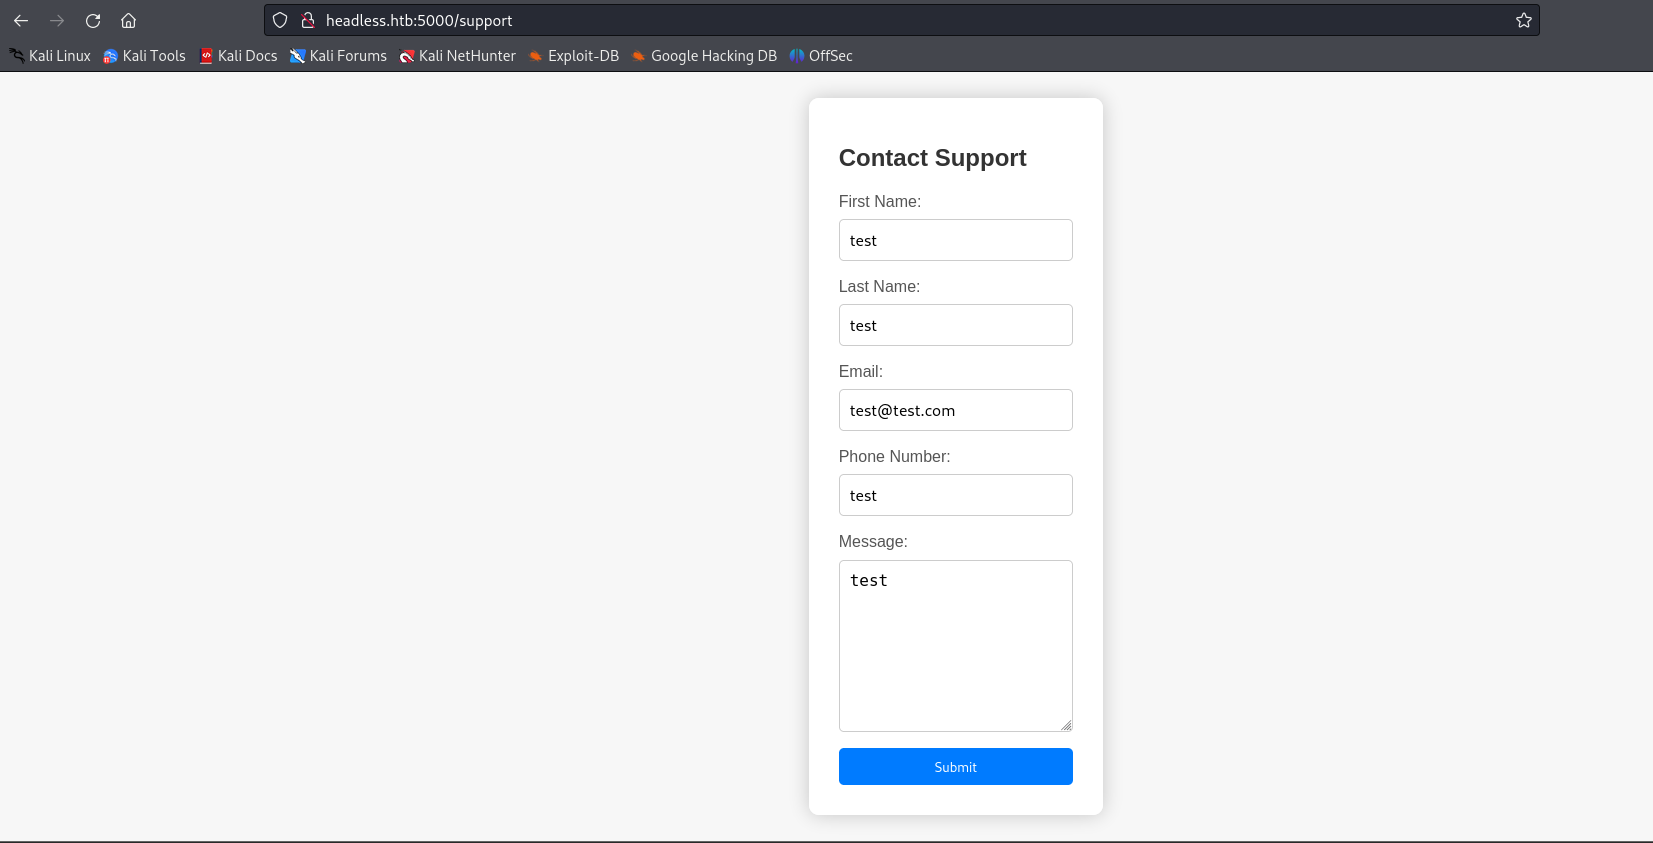 headless.htb:5000/support
Kali Linux Kali Tools Kali Docs Kali Forums Kali NetHunter Exploit-DB Google Hacking DB OffSec
Contact Support
First Name:
test
Last Name:
test
Email:
test@test.com
Phone Number:
test
Message:
test
Submit